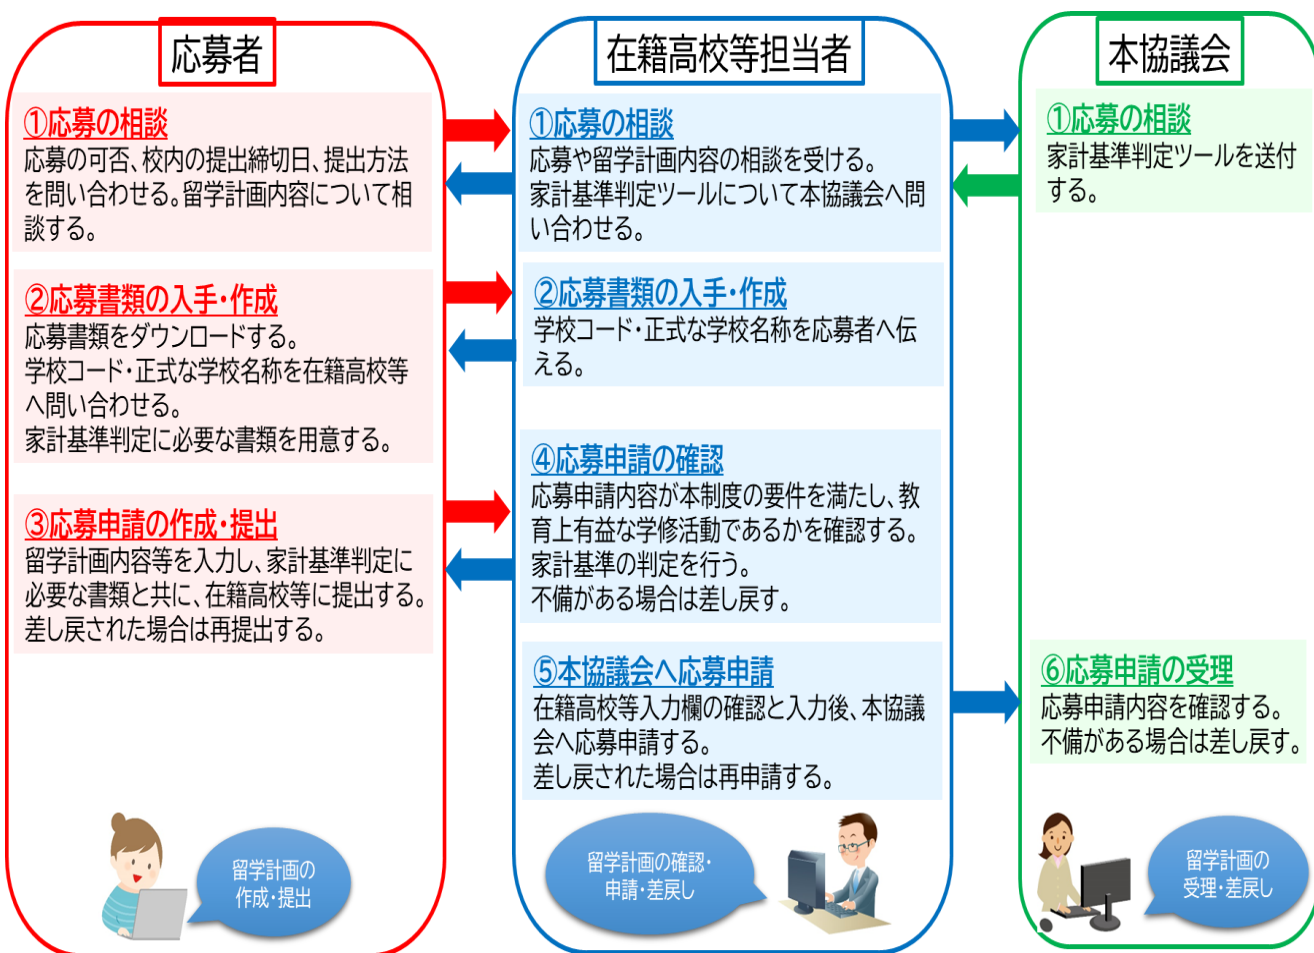 応募者
①応募の相談
応募の可否、校内の提出締切日、提出方法
を問い合わせる。留学計画内容について相
談する。
②応募書類の入手・作成
応募書類をダウンロードする。
学校コード・正式な学校名称を在籍高校等
へ問い合わせる。
家計基準判定に必要な書類を用意する。
③応募申請の作成・提出
留学計画内容等を入力し、家計基準判定に
必要な書類と共に、在籍高校等に提出する。
差し戻された場合は再提出する。
留学計画の
作成・提出
在籍高校等担当者
①応募の相談
応募や留学計画内容の相談を受ける。
家計基準判定ツールについて本協議会へ問
い合わせる。
②応募書類の入手・作成
学校コード・正式な学校名称を応募者へ伝
える。
④応募申請の確認
応募申請内容が本制度の要件を満たし、教
育上有益な学修活動であるかを確認する。
家計基準の判定を行う。
不備がある場合は差し戻す。
⑤本協議会へ応募申請
在籍高校等入力欄の確認と入力後、本協議
会へ応募申請する。
差し戻された場合は再申請する。
留学計画の確認・
申請・差戻し
本協議会
①応募の相談
家計基準判定ツールを送付
する。
⑥応募申請の受理
応募申請内容を確認する。
不備がある場合は差し戻す。
留学計画の
受理・差戻し